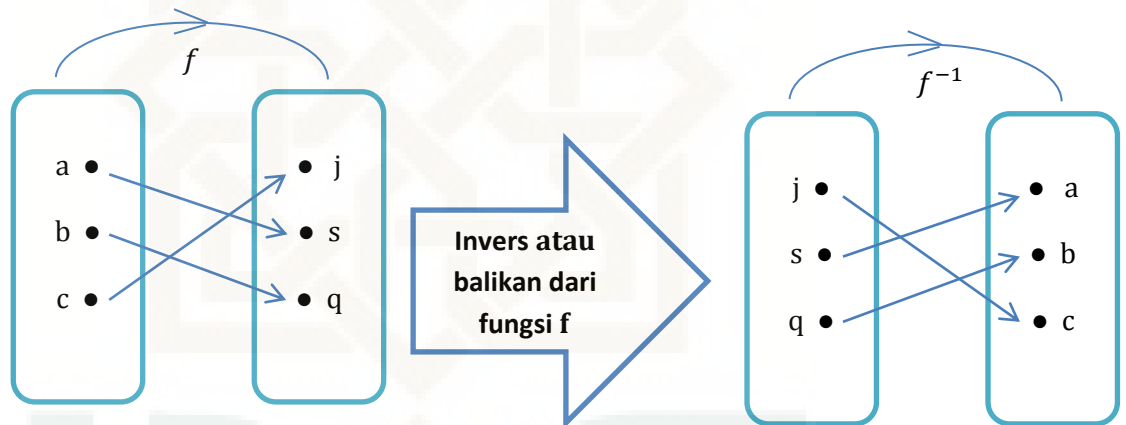 f
a
b
c
j
s
q
Invers atau
balikan dari
fungsi f
f⁻¹
j
s
q
a
b
c